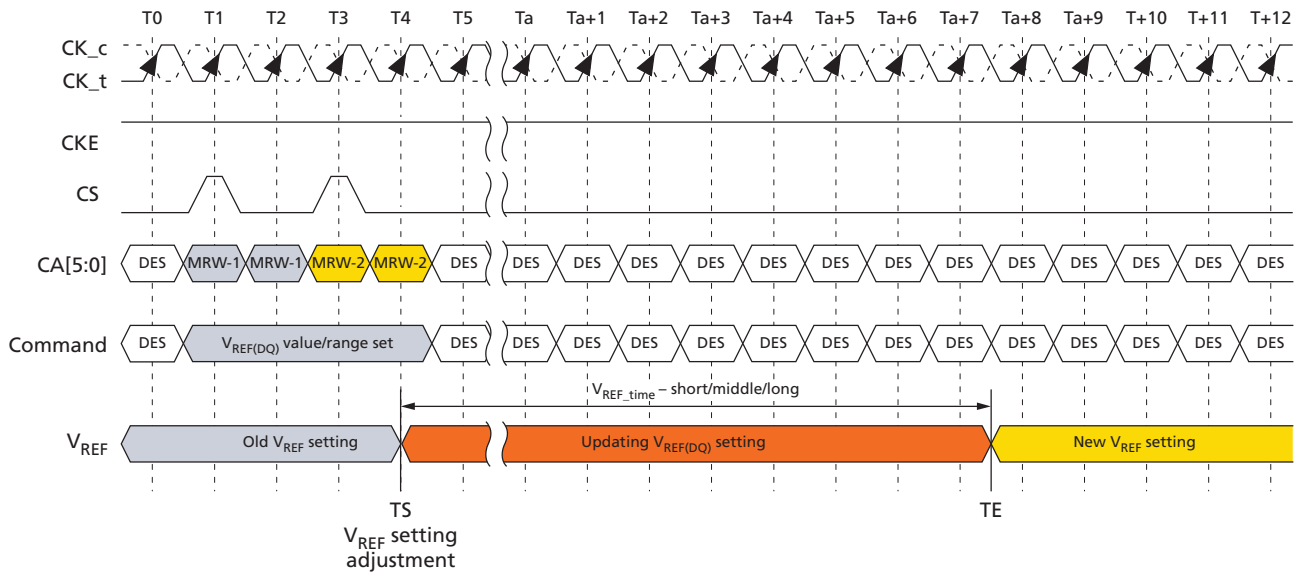 T0 T1 T2 T3 T4 T5 Ta Ta+1 Ta+2 Ta+3 Ta+4 Ta+5 Ta+6 Ta+7 Ta+8 Ta+9 T+10 T+11 T+12
CK_c
CK_t
CKE
CS
CA[5:0] DES MRW-1 MRW-1 MRW-2 MRW-2 DES DES DES DES DES DES DES DES DES DES DES DES DES DES
Command DES VREF(DQ) value/range set DES DES DES DES DES DES DES DES DES DES DES DES DES DES
VREF_time – short/middle/long
VREF Old VREF setting Updating VREF(DQ) setting New VREF setting
TS TE
VREF setting
adjustment